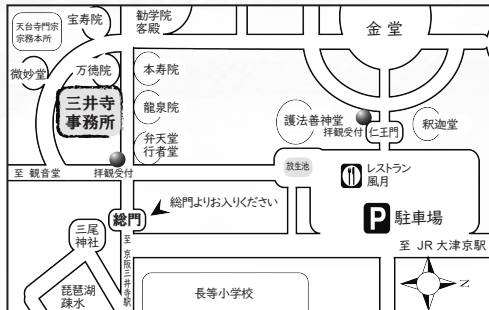 天台寺門宗
宗務本所
宝寿院
勧学院
客殿
金堂
微妙堂
万徳院
本寿院
三井寺
事務所
龍泉院
護法善神堂
拝観受付
仁王門
釈迦堂
弁天堂
行者堂
至 観音堂
拝観受付
放生池
レストラン
風月
総門
総門よりお入りください
P 駐車場
三尾
神社
至 京阪三井寺駅
至 JR大津京駅
琵琶湖
疏水
長等小学校
N